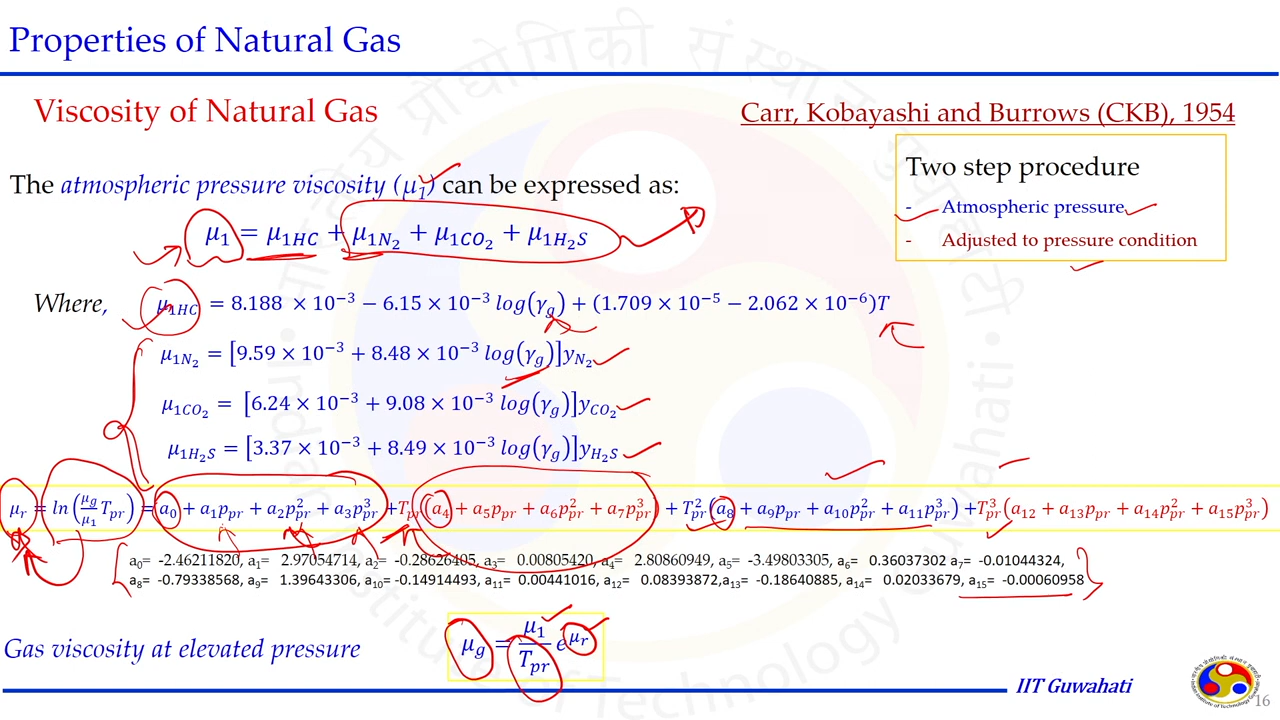 Properties of Natural Gas
Viscosity of Natural Gas
Carr, Kobayashi and Burrows (CKB), 1954
Two step procedure
- Atmospheric pressure
- Adjusted to pressure condition
The atmospheric pressure viscosity (μ₁) can be expressed as:
μ₁ = μ₁HC + μ₁N₂ + μ₁CO₂ + μ₁H₂S
Where, μ₁HC = 8.188 × 10⁻³ − 6.15 × 10⁻³ log(γg) + (1.709 × 10⁻⁵ − 2.062 × 10⁻⁶)T
μ₁N₂ = [9.59 × 10⁻³ + 8.48 × 10⁻³ log(γg)]yN₂
μ₁CO₂ = [6.24 × 10⁻³ + 9.08 × 10⁻³ log(γg)]yCO₂
μ₁H₂S = [3.37 × 10⁻³ + 8.49 × 10⁻³ log(γg)]yH₂S
μr = ln(μg/μ₁ Tpr) = a₀ + a₁ppr + a₂ppr² + a₃ppr³ + Tpr(a₄ + a₅ppr + a₆ppr² + a₇ppr³) + Tpr²(a₈ + a₉ppr + a₁₀ppr² + a₁₁ppr³) + Tpr³(a₁₂ + a₁₃ppr + a₁₄ppr² + a₁₅ppr³)
a₀= -2.46211820, a₁= 2.97054714, a₂= -0.28626405, a₃= 0.00805420, a₄= 2.80860949, a₅= -3.49803305, a₆= 0.36037302 a₇= -0.01044324,
a₈= -0.79338568, a₉= 1.39643306, a₁₀= -0.14914493, a₁₁= 0.00441016, a₁₂= 0.08393872, a₁₃= -0.18640885, a₁₄= 0.02033679, a₁₅= -0.00060958
Gas viscosity at elevated pressure
μg = μ₁/Tpr e^μr
IIT Guwahati
16